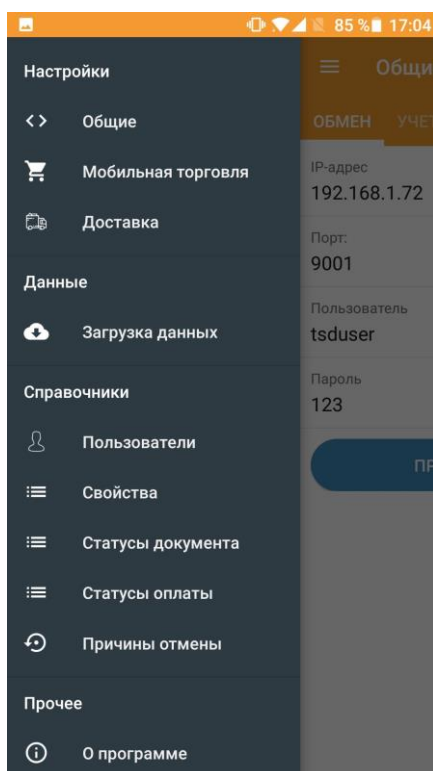 85 % 17:04
Настройки
Общие
Мобильная торговля
Доставка
Данные
Загрузка данных
Справочники
Пользователи
Свойства
Статусы документа
Статусы оплаты
Причины отмены
Прочее
О программе
Общи
ОБМЕН УЧЕТ
IP-адрес
192.168.1.72
Порт:
9001
Пользователь
tsduser
Пароль
123
ПР